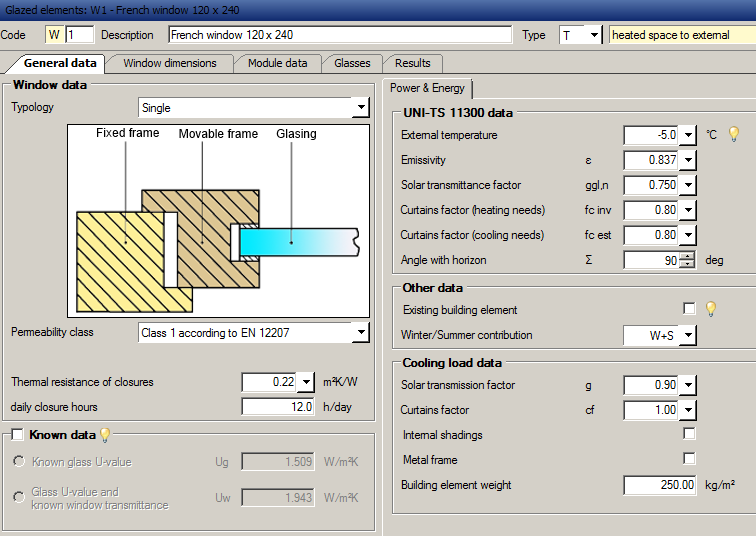 Glazed elements: W1 - French window 120 x 240
Code W 1 Description French window 120 x 240 Type T heated space to external
General data Window dimensions Module data Glasses Results
Window data
Typology Single
Fixed frame Movable frame Glasing
Permeability class Class 1 according to EN 12207
Thermal resistance of closures 0.22 m²K/W
daily closure hours 12.0 h/day
Known data
Known glass U-value Ug 1.509 W/m²K
Glass U-value and
known window transmittance Uw 1.943 W/m²K
Power & Energy
UNI-TS 11300 data
External temperature -5.0 °C
Emissivity ε 0.837
Solar transmittance factor ggl,n 0.750
Curtains factor (heating needs) fc inv 0.80
Curtains factor (cooling needs) fc est 0.80
Angle with horizon Σ 90 deg
Other data
Existing building element
Winter/Summer contribution W+S
Cooling load data
Solar transmission factor g 0.90
Curtains factor cf 1.00
Internal shadings
Metal frame
Building element weight 250.00 kg/m²